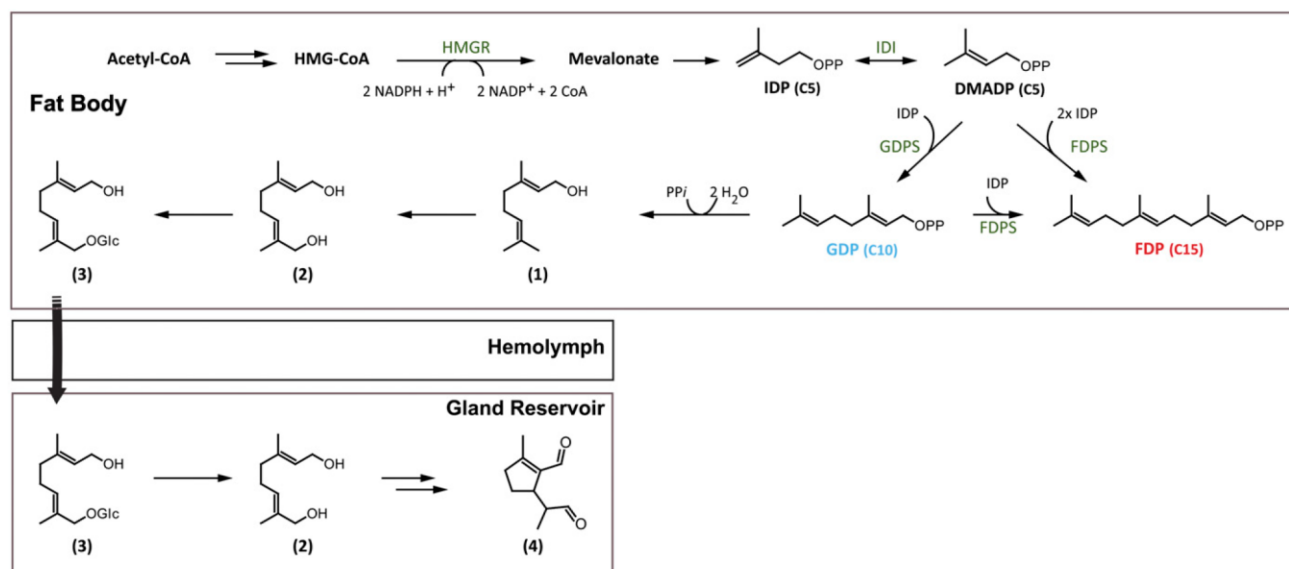 Acetyl-CoA HMG-CoA HMGR Mevalonate OPP IDI OPP
2 NADPH + H+ 2 NADP+ + 2 CoA IDP (C5) DMADP (C5)
Fat Body
IDP 2x IDP
GDPS FDPS
OH OH OH PPi 2 H2O IDP
OPP FDPS OPP
OGlc OH GDP (C10) FDP (C15)
(3) (2) (1)
Hemolymph
Gland Reservoir
OH OH O
OGlc OH O
(3) (2) (4)